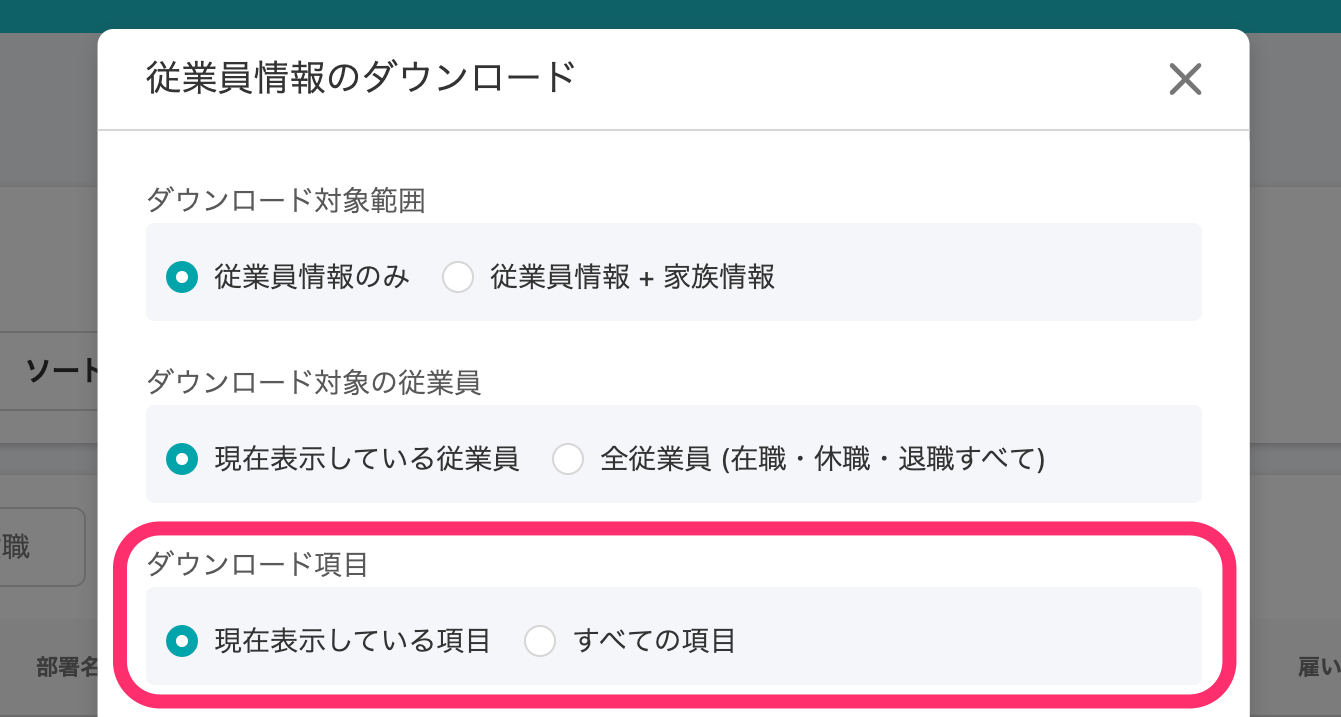 従業員情報のダウンロード
ダウンロード対象範囲
従業員情報のみ 従業員情報 + 家族情報
ソート
ダウンロード対象の従業員
現在表示している従業員 全従業員 (在職・休職・退職すべて)
職
ダウンロード項目
現在表示している項目 すべての項目
部署名
雇い